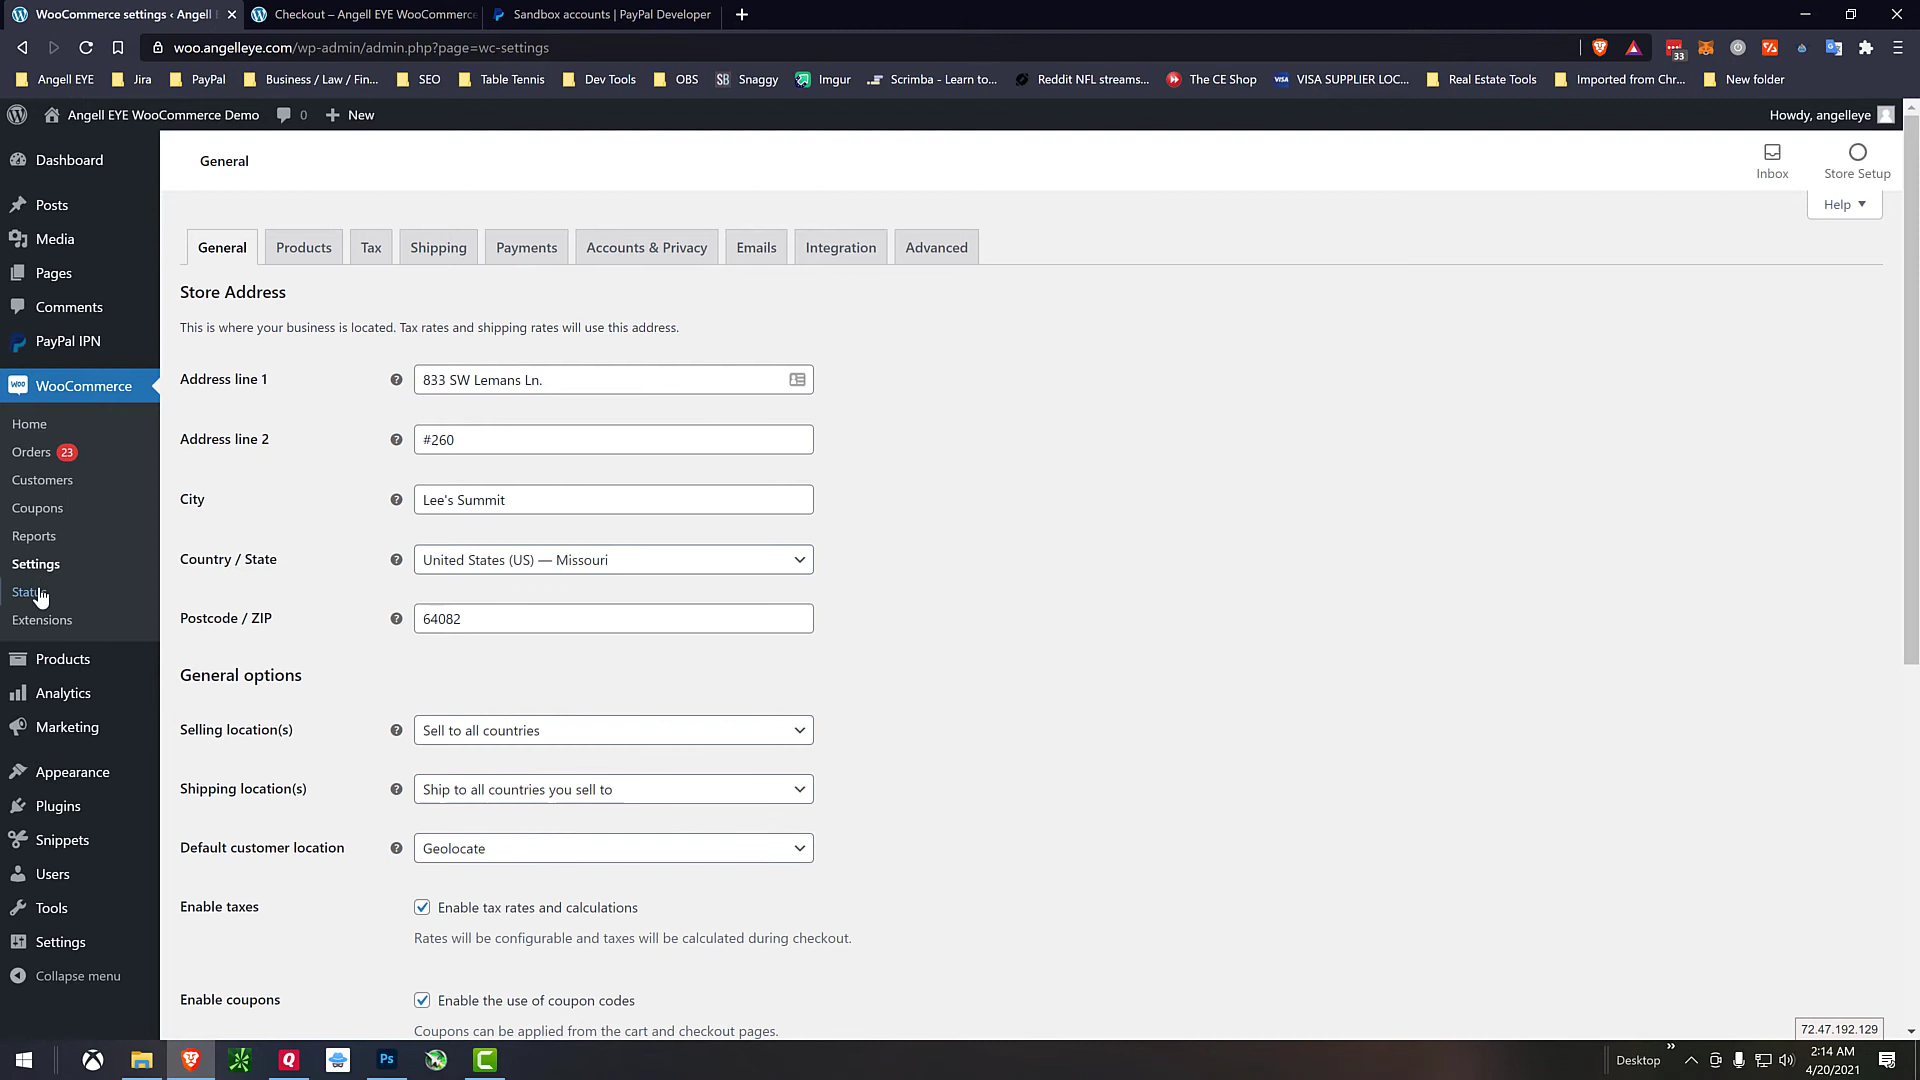 WooCommerce settings ‹ Angell E
Checkout – Angell EYE WooCommerce
Sandbox accounts | PayPal Developer
woo.angelleye.com/wp-admin/admin.php?page=wc-settings
33
Angell EYE
Jira
PayPal
Business / Law / Fin...
SEO
Table Tennis
Dev Tools
OBS
SB Snaggy
Imgur
Scrimba - Learn to...
Reddit NFL streams...
The CE Shop
VISA VISA SUPPLIER LOC...
Real Estate Tools
Imported from Chr...
New folder
Angell EYE WooCommerce Demo
0
New
Howdy, angelleye
Dashboard
Posts
Media
Pages
Comments
PayPal IPN
WooCommerce
Home
Orders 23
Customers
Coupons
Reports
Settings
Extensions
Products
Analytics
Marketing
Appearance
Plugins
Snippets
Users
Tools
Settings
Collapse menu
General
Inbox
Store Setup
Help
General
Products
Tax
Shipping
Payments
Accounts & Privacy
Emails
Integration
Advanced
Store Address
This is where your business is located. Tax rates and shipping rates will use this address.
Address line 1
833 SW Lemans Ln.
Address line 2
#260
City
Lee's Summit
Country / State
United States (US) — Missouri
Postcode / ZIP
64082
General options
Selling location(s)
Sell to all countries
Shipping location(s)
Ship to all countries you sell to
Default customer location
Geolocate
Enable taxes
Enable tax rates and calculations
Rates will be configurable and taxes will be calculated during checkout.
Enable coupons
Enable the use of coupon codes
Coupons can be applied from the cart and checkout pages.
72.47.192.129
Ps
Desktop
2:14 AM
4/20/2021